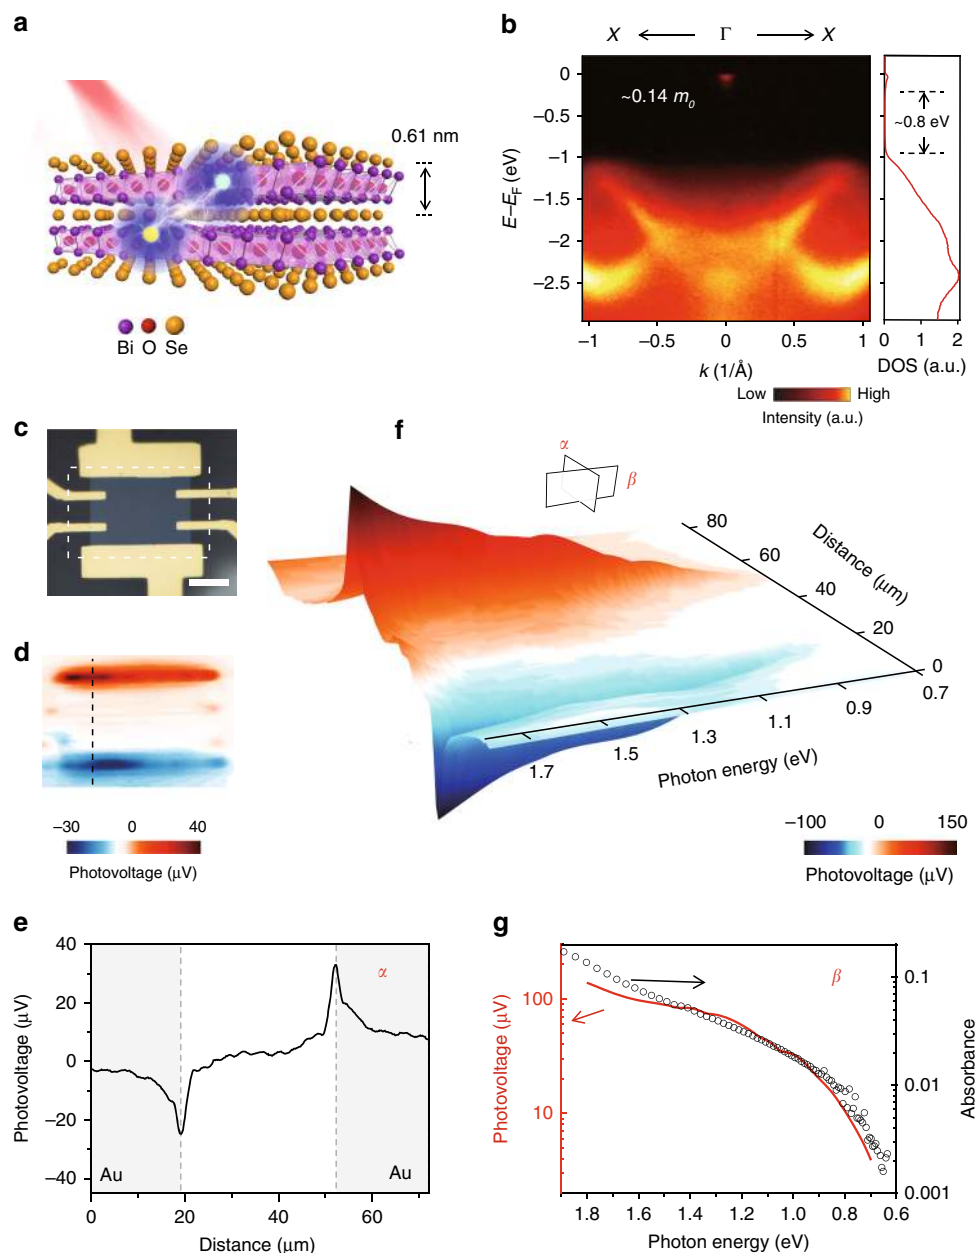 a
0.61 nm
Bi O Se
b
X ← Γ → X
~0.14 m0
~0.8 eV
0
−0.5
−1
−1.5
−2
−2.5
E–EF (eV)
−1 −0.5 0 0.5 1
k (1/Å)
0 1 2
DOS (a.u.)
Low High
Intensity (a.u.)
c
d
−30 0 40
Photovoltage (μV)
f
α
β
80
60
40
20
0
Distance (μm)
1.7 1.5 1.3 1.1 0.9 0.7
Photon energy (eV)
−100 0 150
Photovoltage (μV)
e
40
20
0
−20
−40
Photovoltage (μV)
α
Au Au
0 20 40 60
Distance (μm)
g
β
100
10
Photovoltage (μV)
0.1
0.01
0.001
Absorbance
1.8 1.6 1.4 1.2 1.0 0.8 0.6
Photon energy (eV)